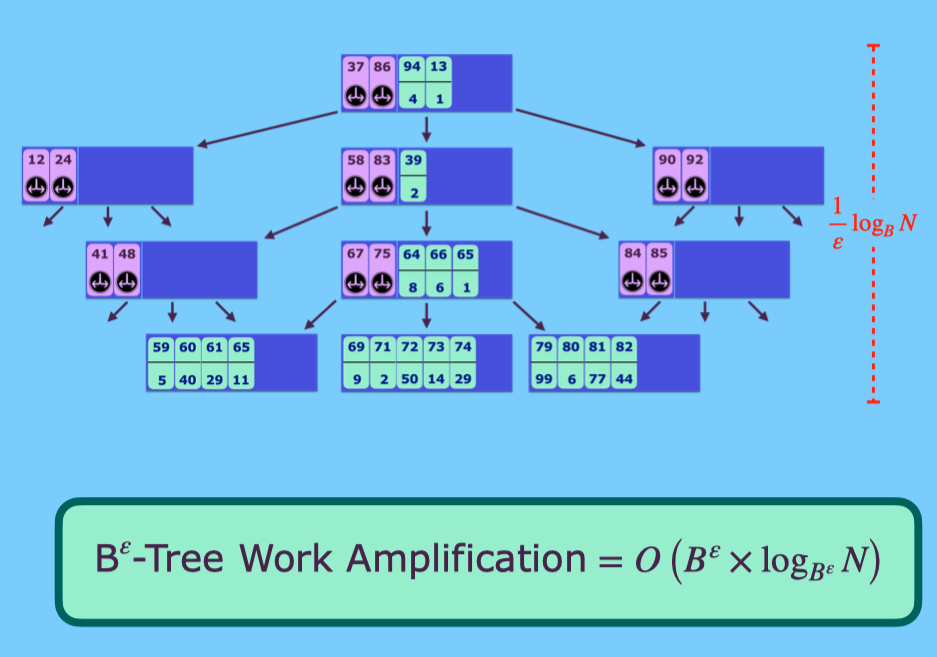 37 86 94 13
4 1
12 24
58 83 39
2
90 92
41 48
67 75 64 66 65
8 6 1
84 85
59 60 61 65
5 40 29 11
69 71 72 73 74
9 2 50 14 29
79 80 81 82
99 6 77 44
1/ε log_B N
B^ε-Tree Work Amplification = O (B^ε × log_{B^ε} N)